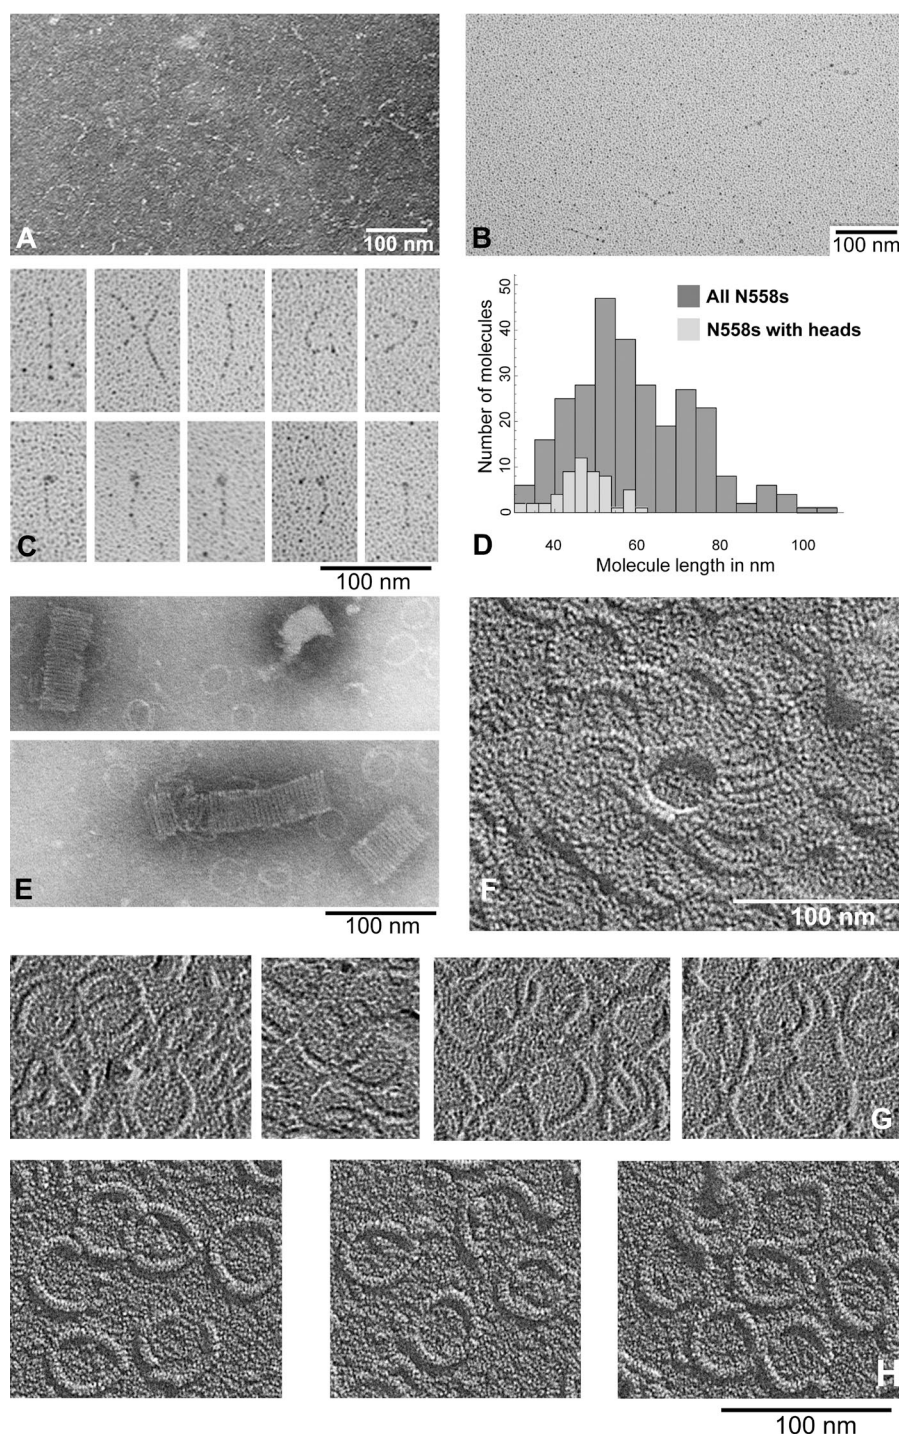 A
100 nm
B
100 nm
C
100 nm
Number of molecules
50
40
30
20
10
0
All N558s
N558s with heads
40
60
80
100
Molecule length in nm
D
E
100 nm
F
100 nm
G
H
100 nm